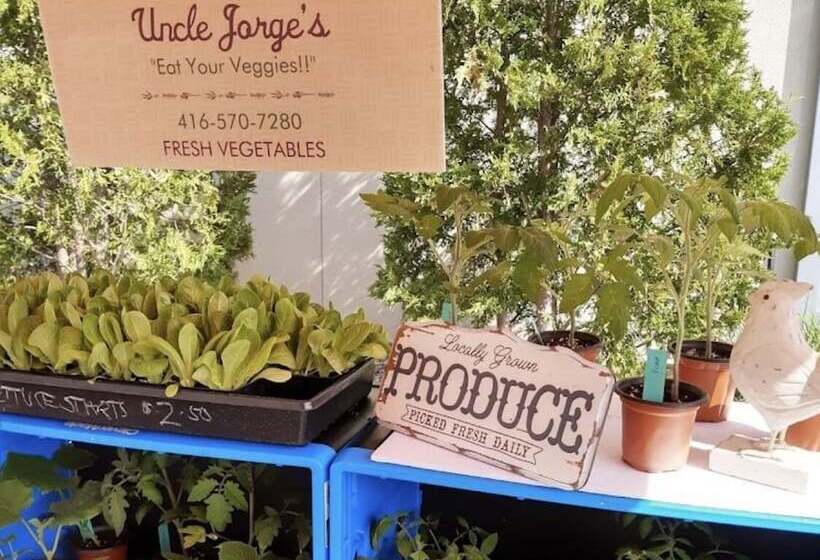 Uncle Jorge's
"Eat Your Veggies!!"
416-570-7280
FRESH VEGETABLES
Locally Grown
PRODUCE
PICKED FRESH DAILY
STARTS $2.50